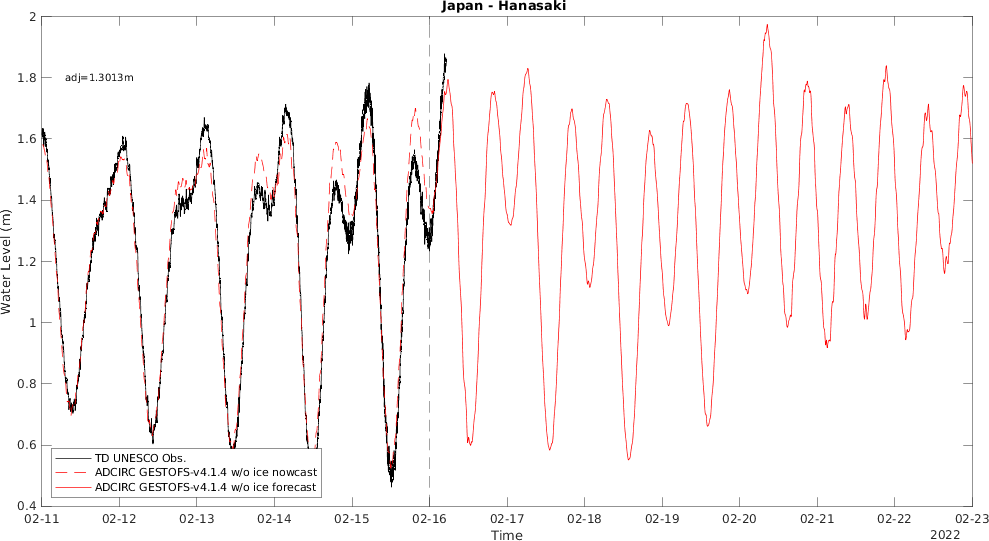 Japan - Hanasaki
2
1.8
1.6
1.4
1.2
1
0.8
0.6
0.4
Water Level (m)
adj=1.3013m
TD UNESCO Obs.
ADCIRC GESTOFS-v4.1.4 w/o ice nowcast
ADCIRC GESTOFS-v4.1.4 w/o ice forecast
02-11 02-12 02-13 02-14 02-15 02-16 02-17 02-18 02-19 02-20 02-21 02-22 02-23
Time
2022